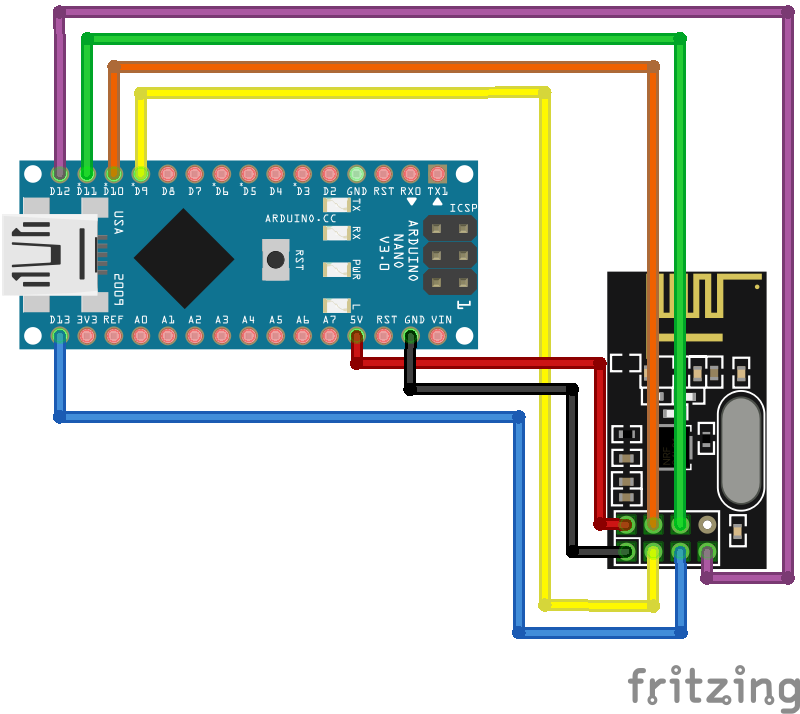 D12 D11 D10 D9 D8 D7 D6 D5 D4 D3 D2 GND RST RX0 TX1
TX
ICSP
USA
ARDUINO.CC
RX
ARDUINO
NANO
V3.0
RST
PWR
2009
L
1
D13 3V3 REF A0 A1 A2 A3 A4 A5 A6 A7 5V RST GND VIN
fritzing